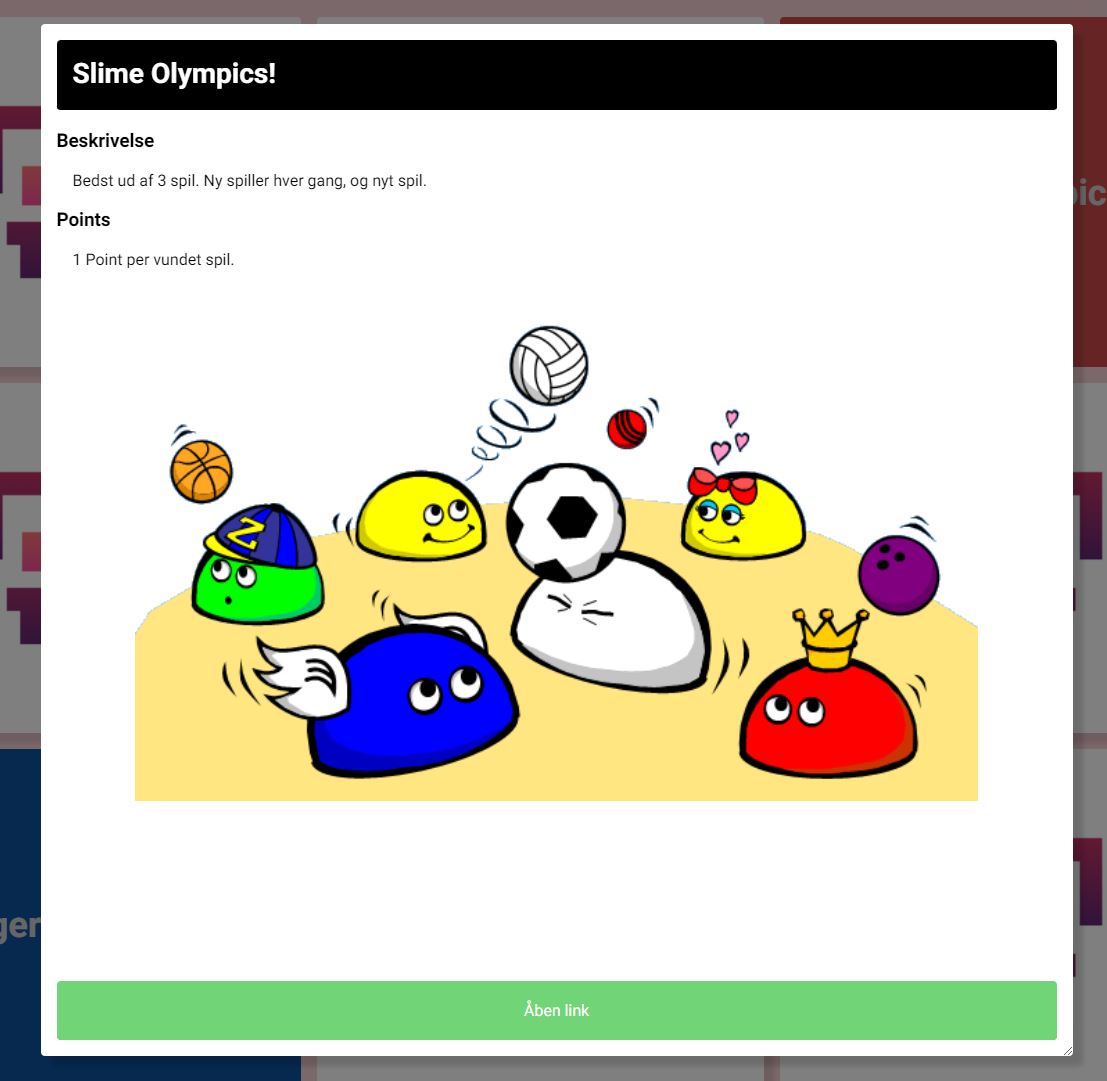 Slime Olympics!
Beskrivelse
Bedst ud af 3 spil. Ny spiller hver gang, og nyt spil.
Points
1 Point per vundet spil.
Z
Åben link